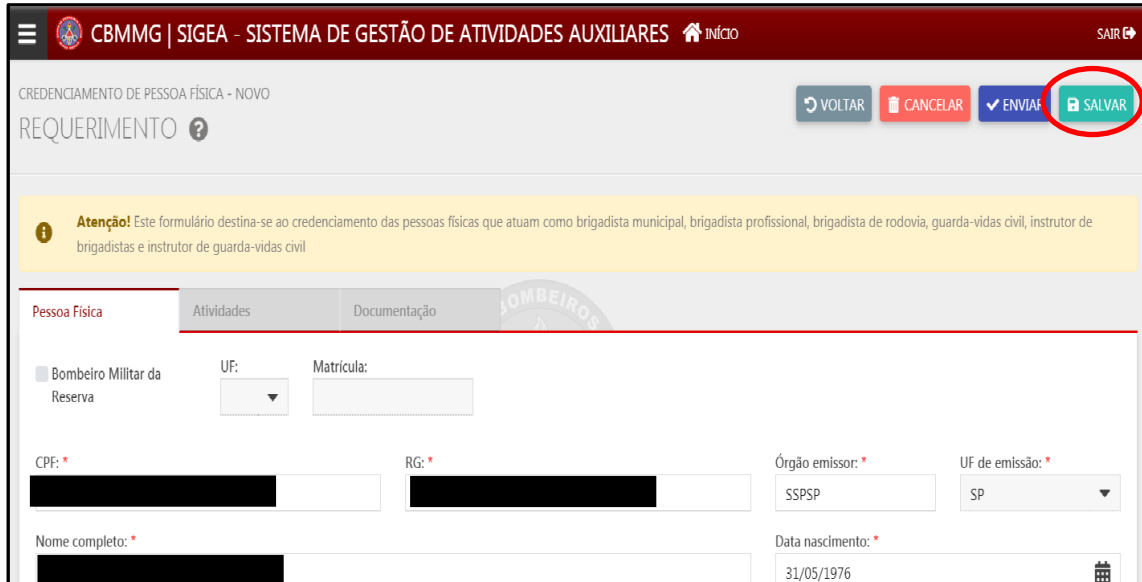 CBMMG | SIGEA - SISTEMA DE GESTÃO DE ATIVIDADES AUXILIARES INÍCIO SAIR
CREDENCIAMENTO DE PESSOA FÍSICA - NOVO
VOLTAR CANCELAR ENVIAR SALVAR
REQUERIMENTO
Atenção! Este formulário destina-se ao credenciamento das pessoas físicas que atuam como brigadista municipal, brigadista profissional, brigadista de rodovia, guarda-vidas civil, instrutor de
brigadistas e instrutor de guarda-vidas civil
OMBEIROS
Pessoa Física Atividades Documentação
Bombeiro Militar da
Reserva
UF: Matrícula:
CPF: * RG: * Órgão emissor: * UF de emissão: *
SSPSP SP
Nome completo: * Data nascimento: *
31/05/1976